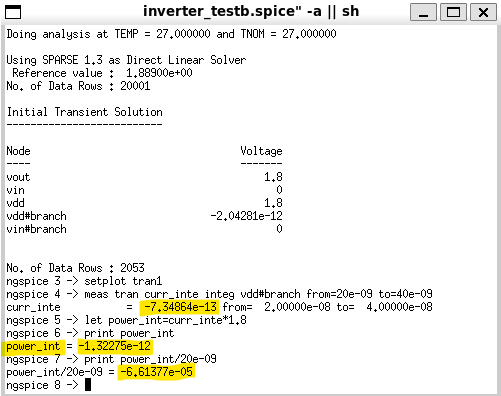 inverter_testb.spice" -a || sh
Doing analysis at TEMP = 27.000000 and TNOM = 27.000000
Using SPARSE 1.3 as Direct Linear Solver
Reference value : 1.88900e+00
No. of Data Rows : 20001
Initial Transient Solution
--------------------------
Node Voltage
---- -------
vout 1.8
vin 0
vdd 1.8
vdd#branch -2.04281e-12
vin#branch 0
No. of Data Rows : 2053
ngspice 3 -> setplot tran1
ngspice 4 -> meas tran curr_inte integ vdd#branch from=20e-09 to=40e-09
curr_inte = -7.34864e-13 from= 2.00000e-08 to= 4.00000e-08
ngspice 5 -> let power_int=curr_inte*1.8
ngspice 6 -> print power_int
power_int = -1.32275e-12
ngspice 7 -> print power_int/20e-09
power_int/20e-09 = -6.61377e-05
ngspice 8 ->